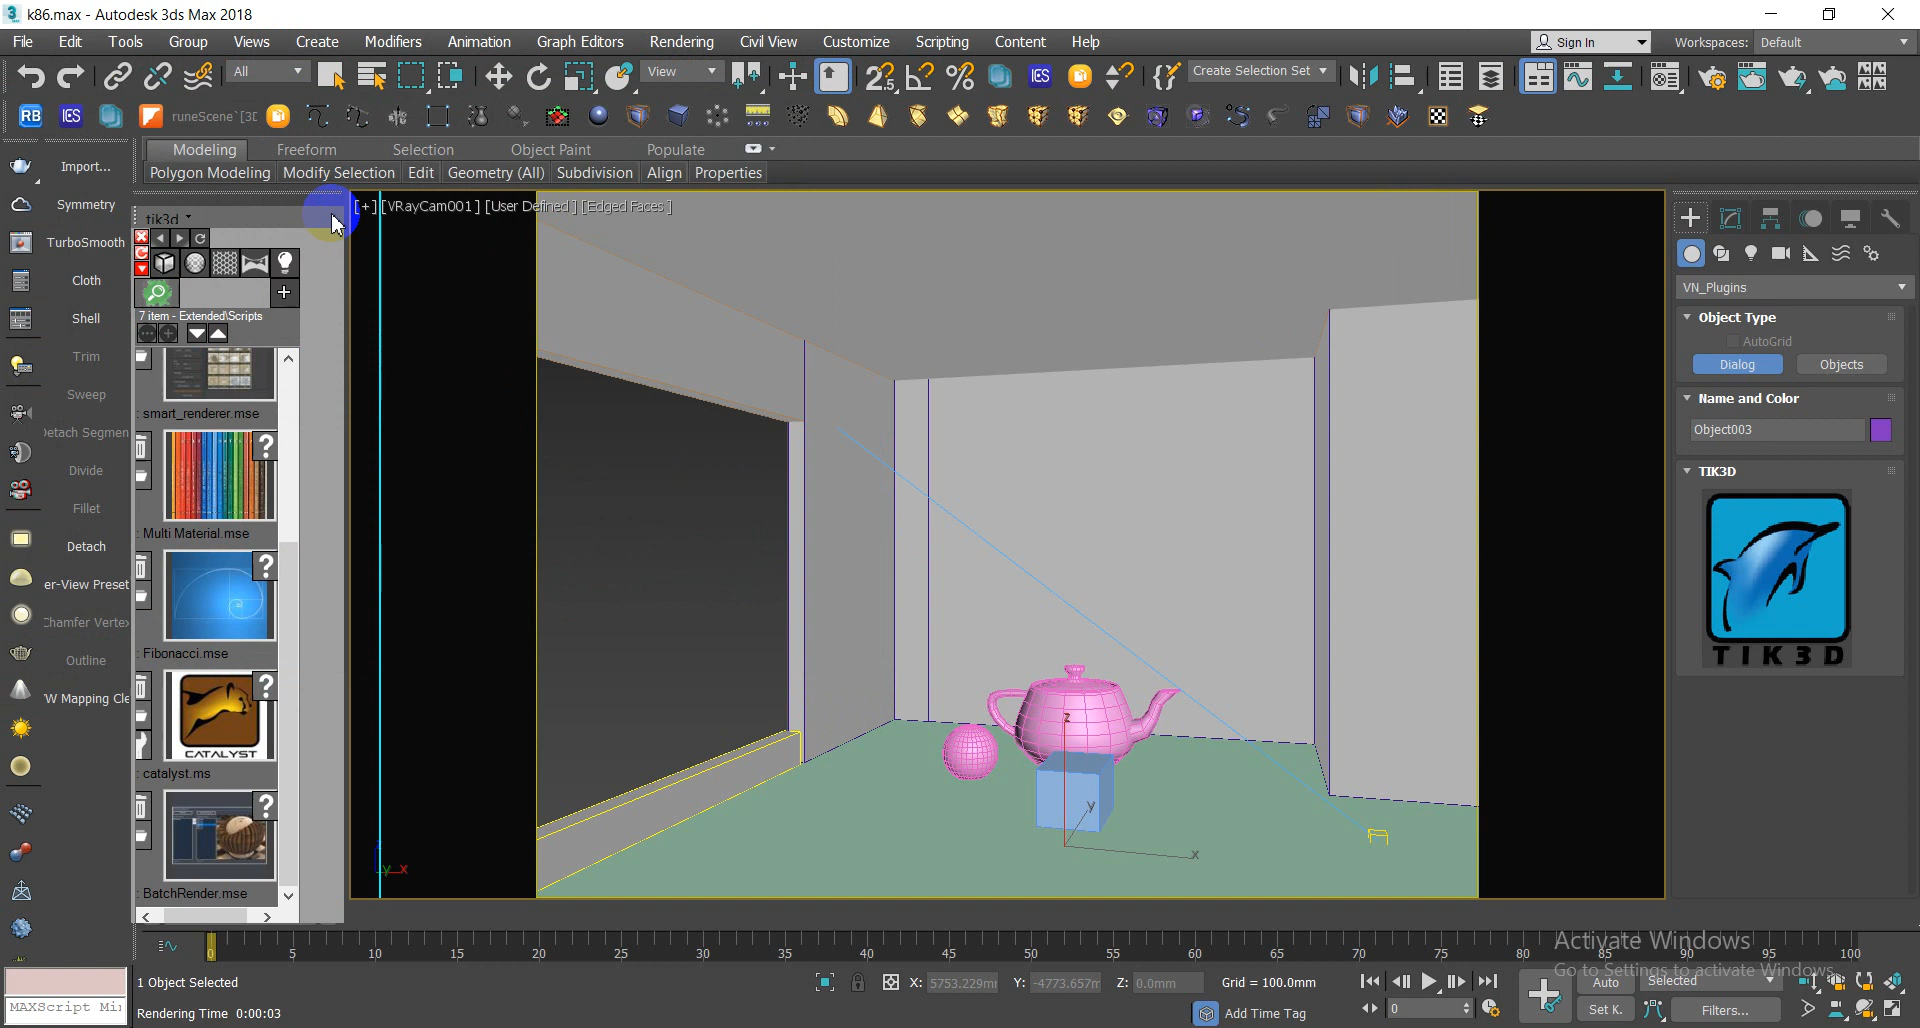 k86.max - Autodesk 3ds Max 2018
File Edit Tools Group Views Create Modifiers Animation Graph Editors Rendering Civil View Customize Scripting Content Help
Sign In Workspaces: Default
All View Create Selection Set
RB runeScene`[3D
Modeling Freeform Selection Object Paint Populate
Polygon Modeling Modify Selection Edit Geometry (All) Subdivision Align Properties
Import...
Symmetry
TurboSmooth
Cloth
Shell
Trim
Sweep
Detach Segmen
Divide
Fillet
Detach
er-View Preset
Chamfer Vertex
Outline
W Mapping Cle
tik3d
7 item - Extended\Scripts
: smart_renderer.mse
: Multi Material.mse
: Fibonacci.mse
CATALYST
: catalyst.ms
: BatchRender.mse
[+] [VRayCam001] [User Defined] [Edged Faces]
z
y
x
y x
VN_Plugins
Object Type
AutoGrid
Dialog Objects
Name and Color
Object003
TIK3D
TIK3D
0 5 10 15 20 25 30 35 40 45 50 55 60 65 70 75 80 85 90 95 100
Activate Windows
Go to Settings to activate Windows.
1 Object Selected
X: 5753.229m Y: -4773.657m Z: 0.0mm Grid = 100.0mm
Auto Selected
MAXScript Mi
Rendering Time 0:00:03
Add Time Tag
0
Set K. Filters...